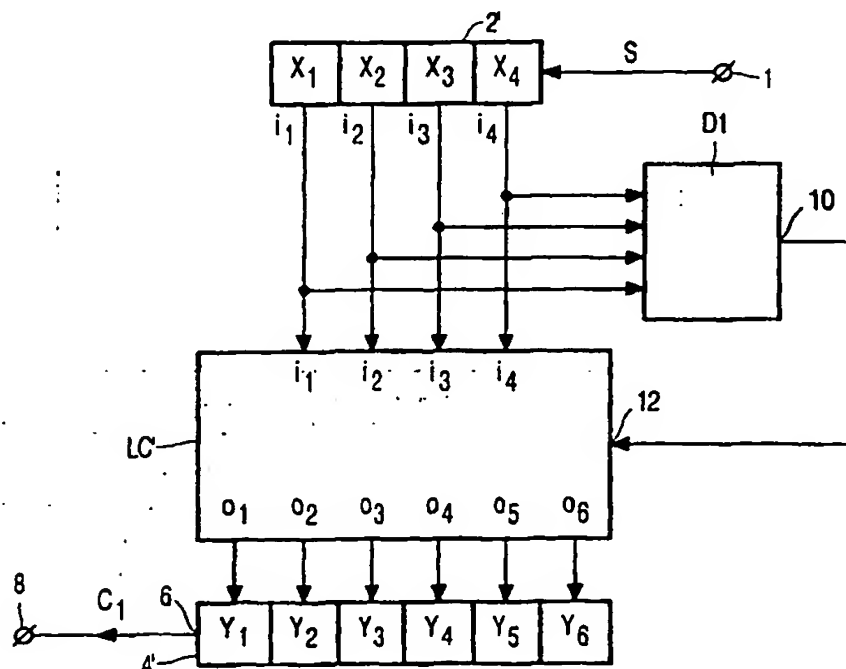 2'
X1 X2 X3 X4
S
1
i1 i2 i3 i4
D1
10
i1 i2 i3 i4
12
LC'
o1 o2 o3 o4 o5 o6
8
C1
6
Y1 Y2 Y3 Y4 Y5 Y6
4'